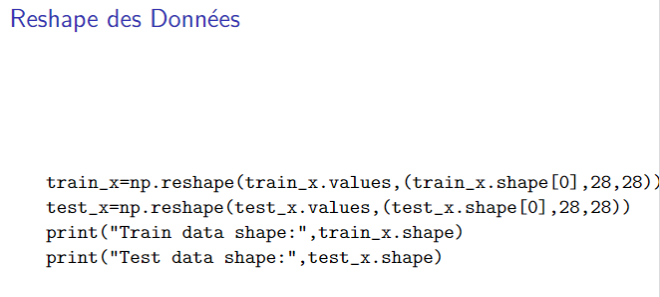 Reshape des Données
train_x=np.reshape(train_x.values,(train_x.shape[0],28,28))
test_x=np.reshape(test_x.values,(test_x.shape[0],28,28))
print("Train data shape:",train_x.shape)
print("Test data shape:",test_x.shape)